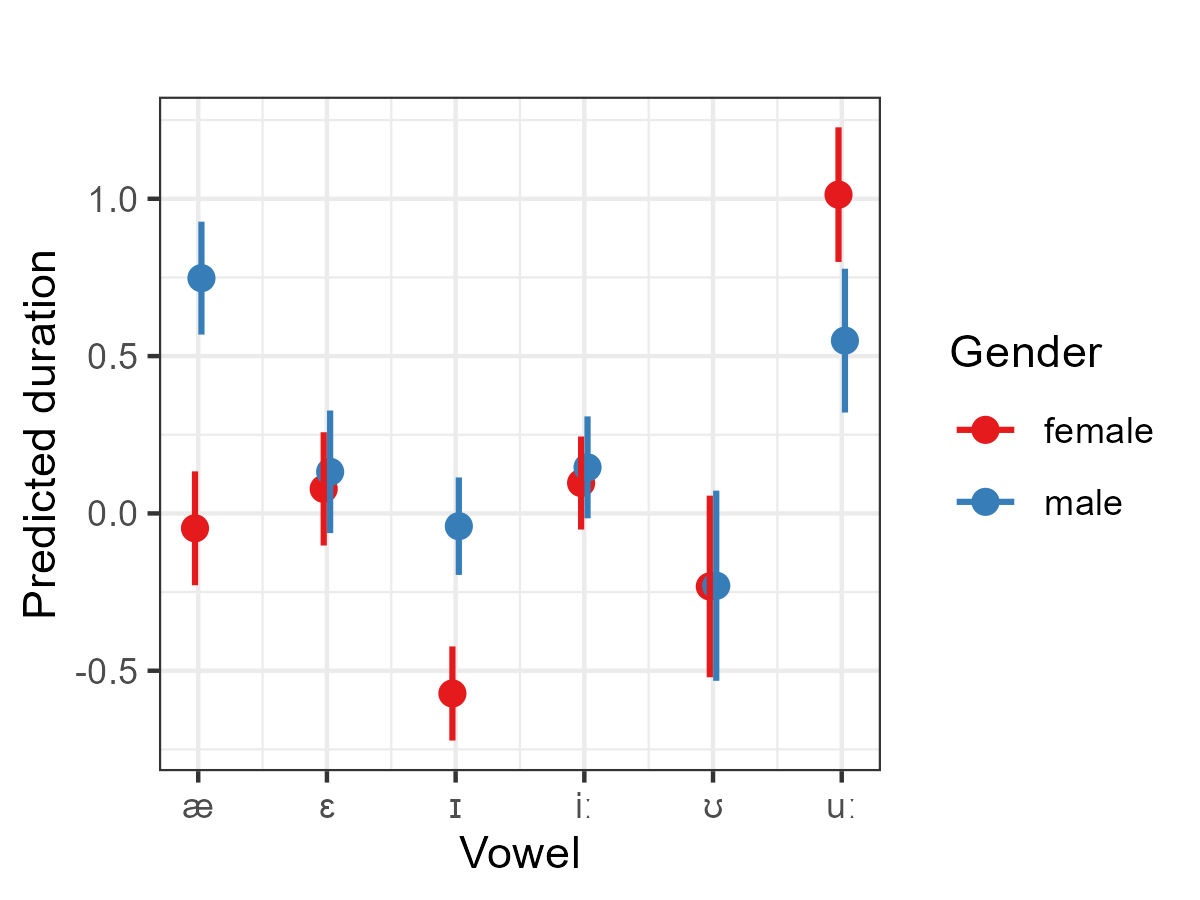 Predicted duration
1.0
0.5
0.0
-0.5
æ ɛ ɪ iː ʊ uː
Vowel
Gender
female
male